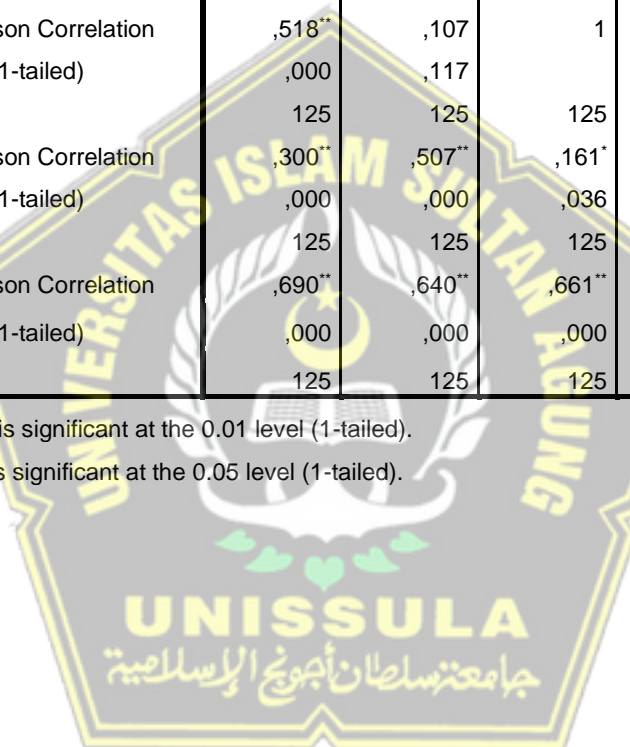 son Correlation ,518** ,107 1
1-tailed) ,000 ,117
125 125 125
son Correlation ,300** ,507** ,161*
1-tailed) ,000 ,000 ,036
125 125 125
son Correlation ,690** ,640** ,661**
1-tailed) ,000 ,000 ,000
125 125 125
is significant at the 0.01 level (1-tailed).
s significant at the 0.05 level (1-tailed).
UNIVERSITAS ISLAM SULTAN AGUNG
UNISSULA
جامعتنسلطان أجونج الإسلامية